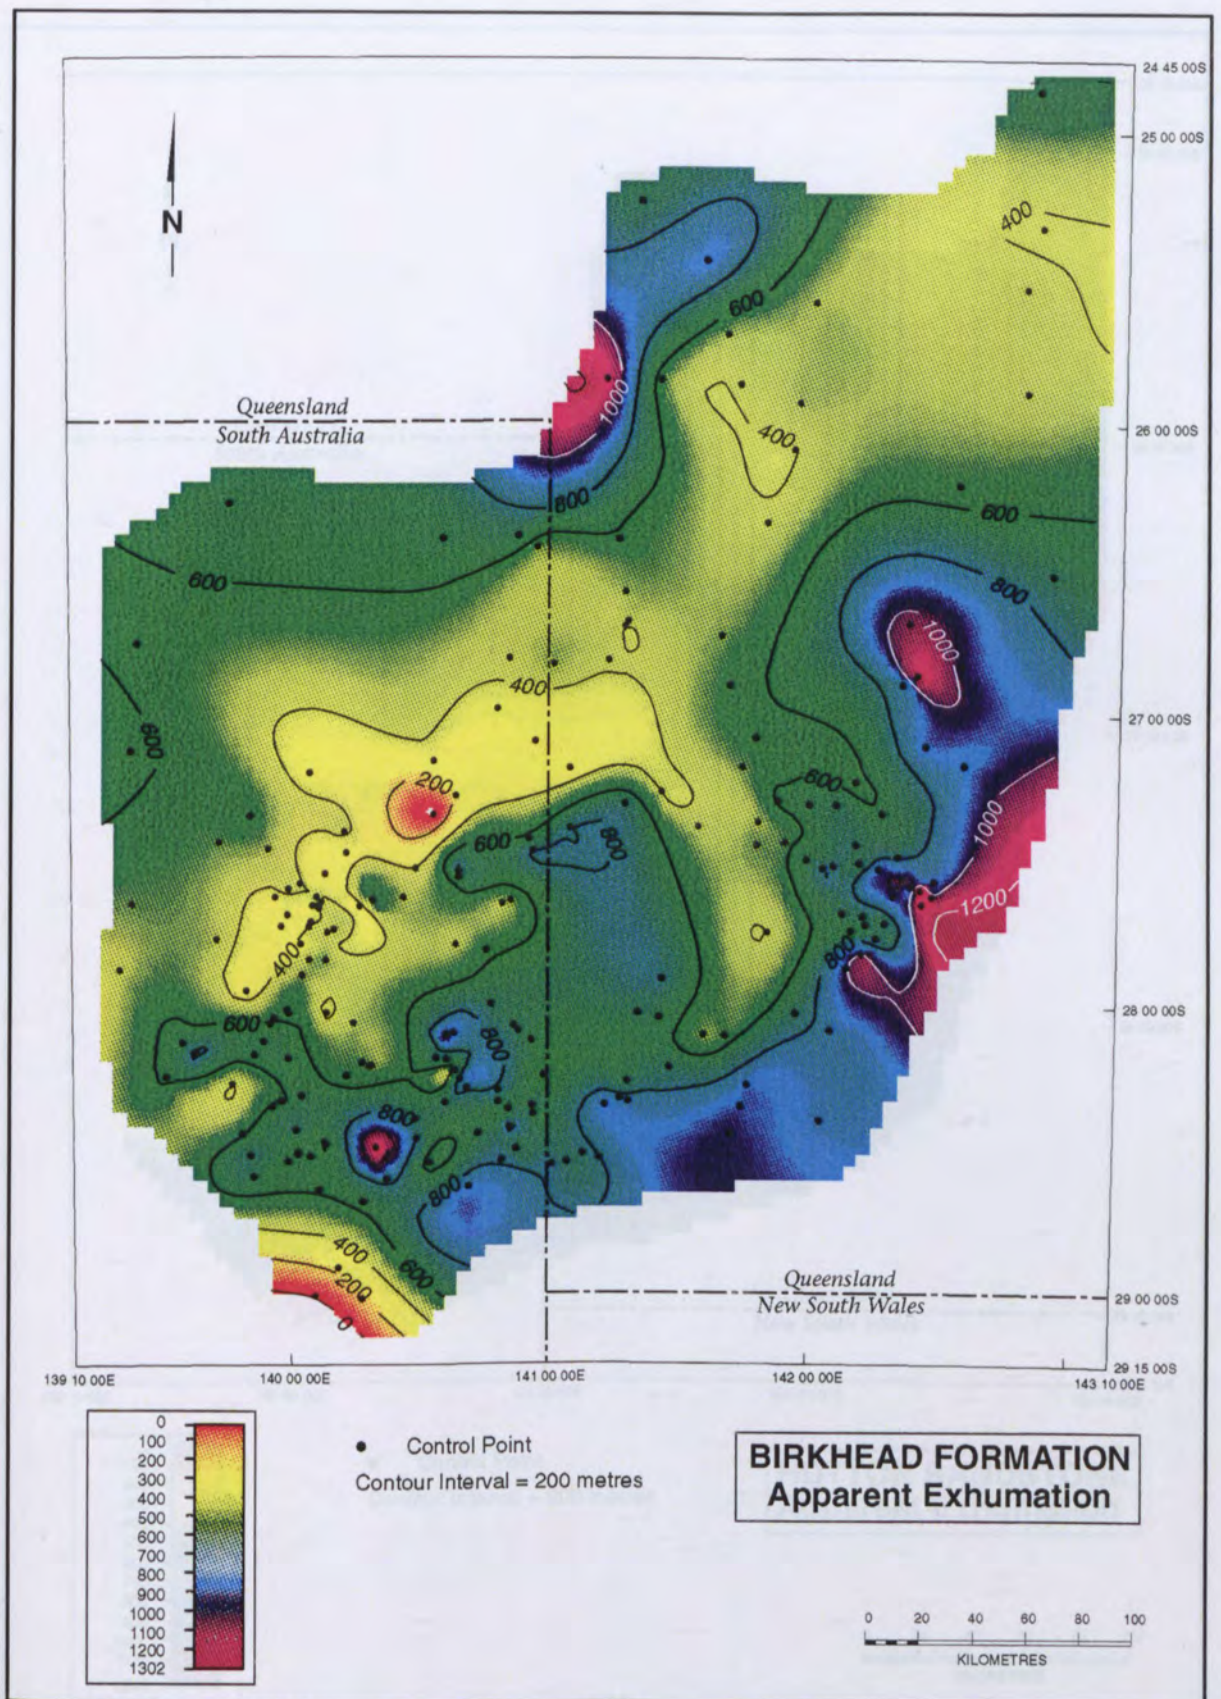 24 45 00S
25 00 00S
N
400
600
1000
Queensland
South Australia
400
26 00 00S
800
600
600
800
1000
400
600
27 00 00S
200
600
600
800
1000
1200
400
800
600
28 00 00S
800
800
800
400
600
200
0
Queensland
New South Wales
29 00 00S
29 15 00S
139 10 00E
140 00 00E
141 00 00E
142 00 00E
143 10 00E
0
100
200
300
400
500
600
700
800
900
1000
1100
1200
1302
Control Point
Contour Interval = 200 metres
BIRKHEAD FORMATION
Apparent Exhumation
0 20 40 60 80 100
KILOMETRES
600